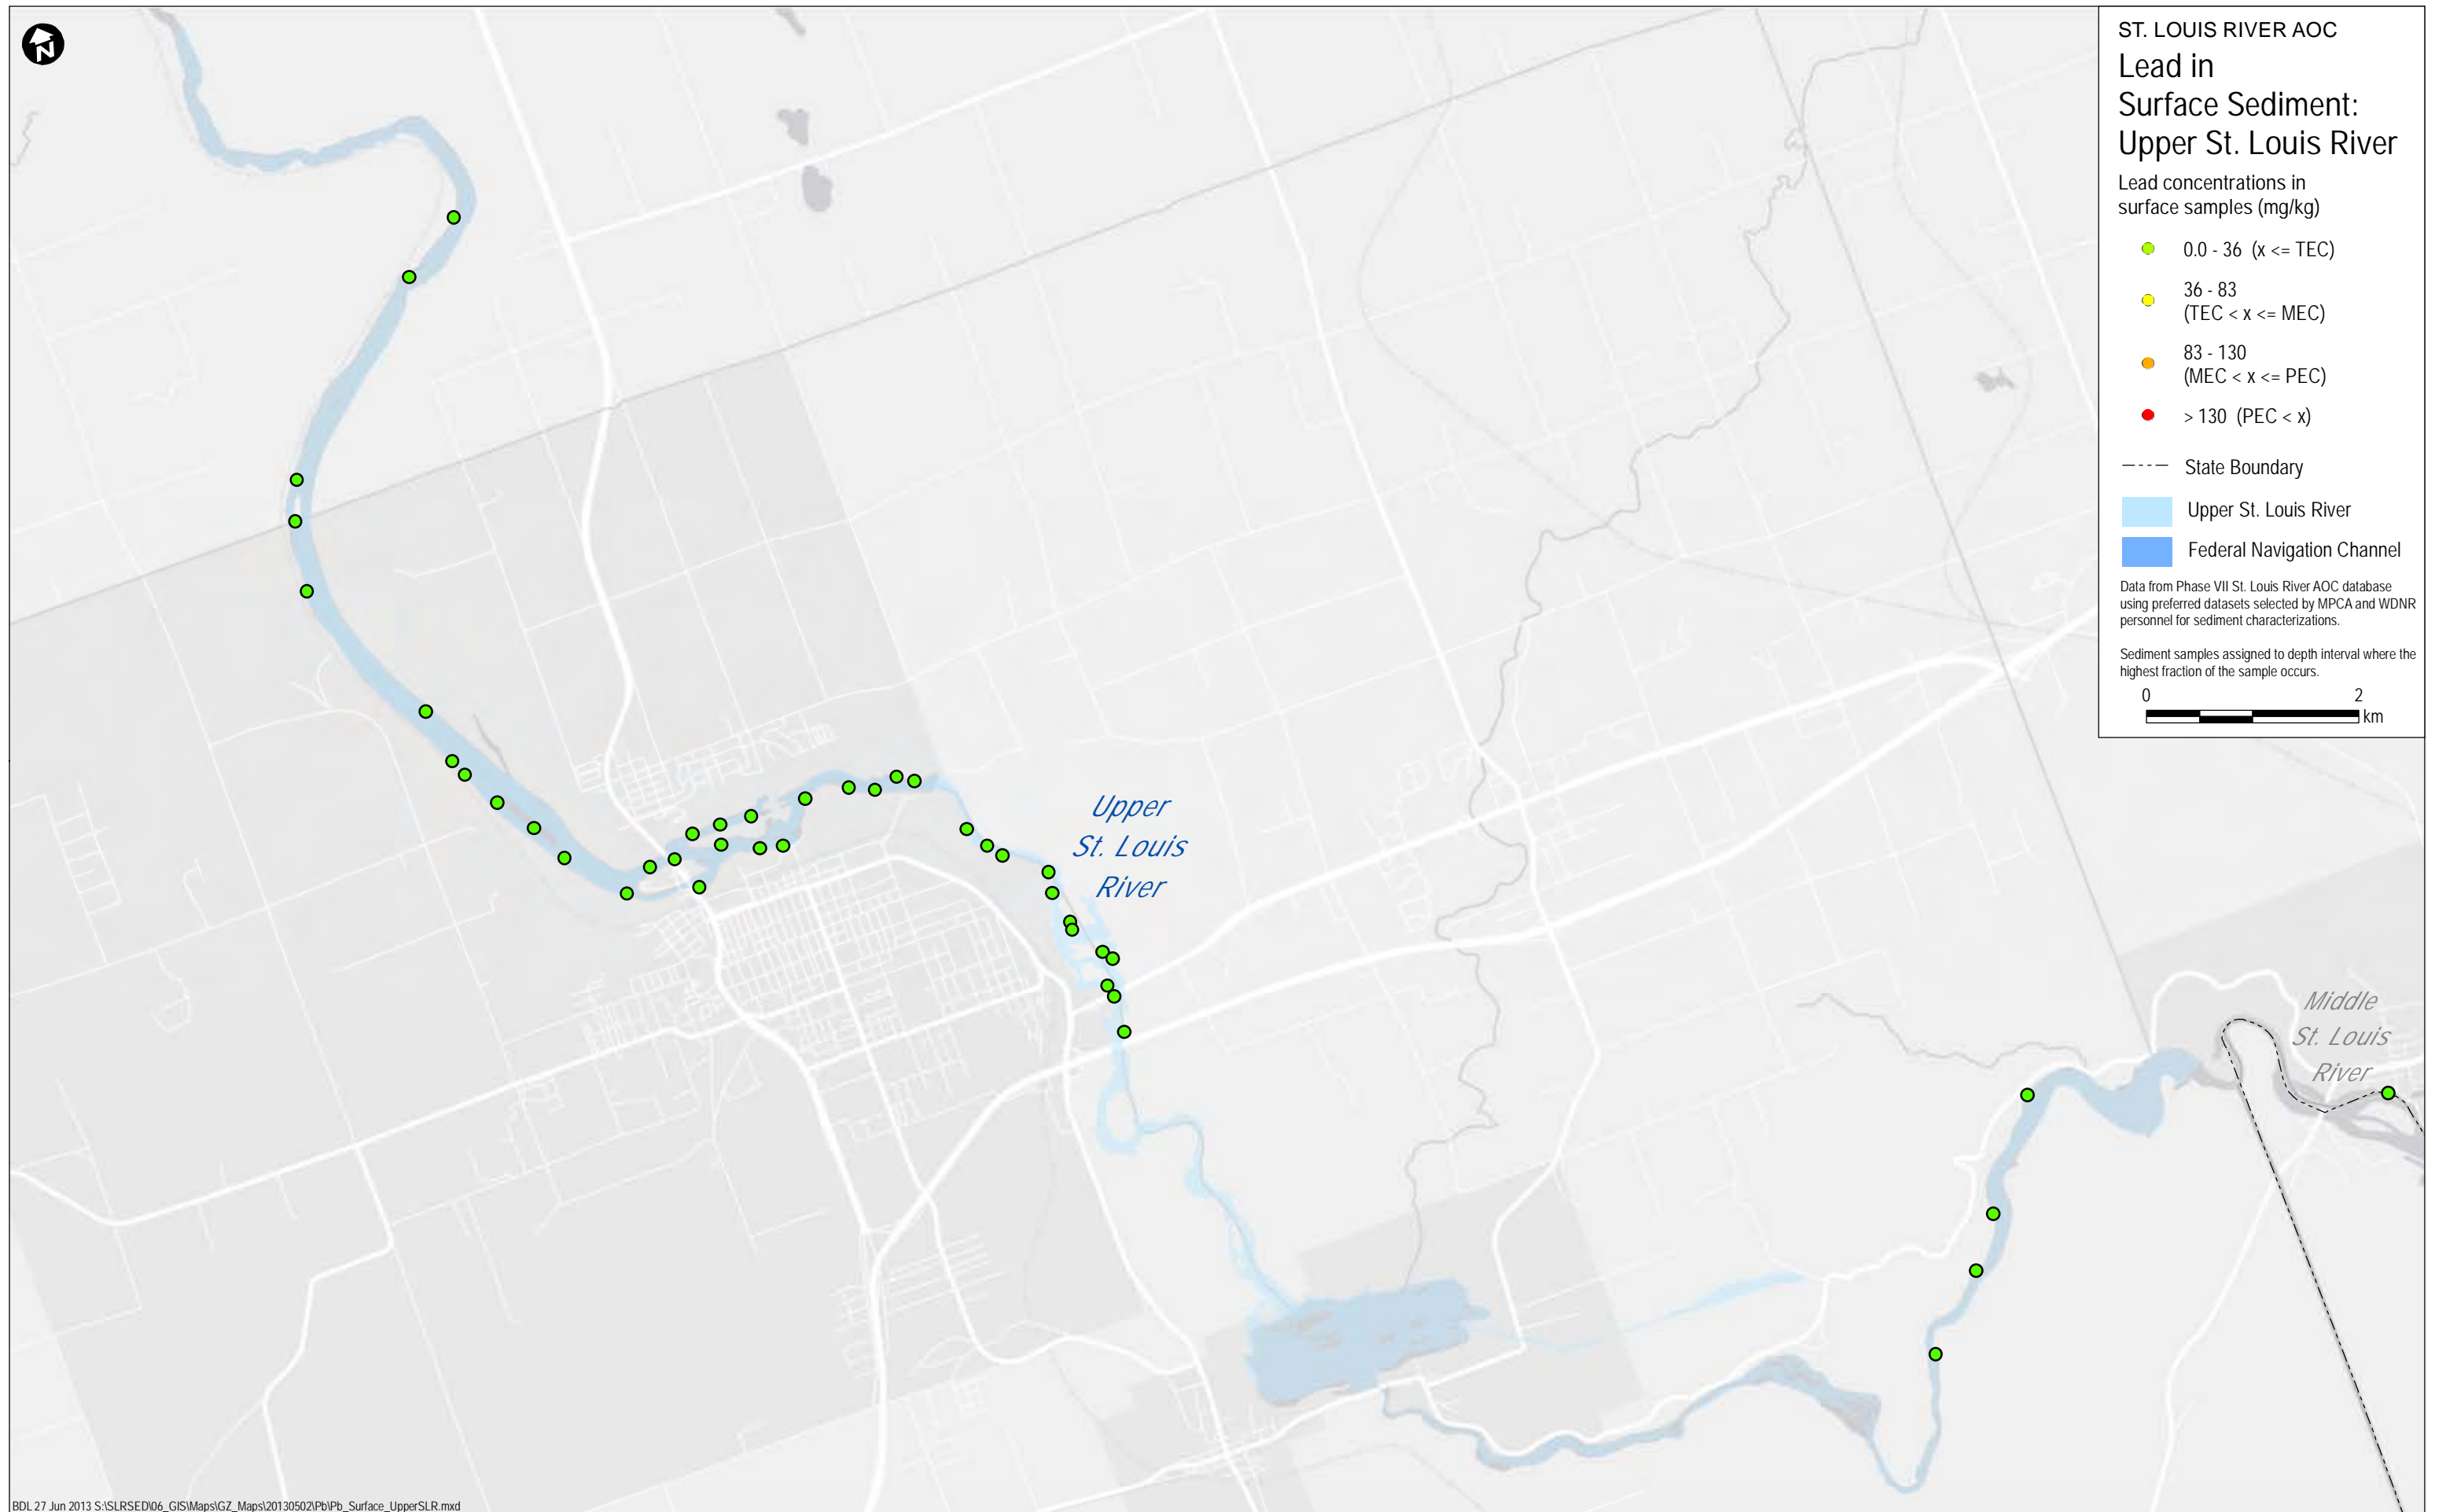 N
ST. LOUIS RIVER AOC
Lead in
Surface Sediment:
Upper St. Louis River
Lead concentrations in
surface samples (mg/kg)
0.0 - 36 (x <= TEC)
36 - 83
(TEC < x <= MEC)
83 - 130
(MEC < x <= PEC)
> 130 (PEC < x)
State Boundary
Upper St. Louis River
Federal Navigation Channel
Data from Phase VII St. Louis River AOC database
using preferred datasets selected by MPCA and WDNR
personnel for sediment characterizations.
Sediment samples assigned to depth interval where the
highest fraction of the sample occurs.
0 2
km
Upper
St. Louis
River
Middle
St. Louis
River
BDL 27 Jun 2013 S:\SLRSED\06_GIS\Maps\GZ_Maps\20130502\Pb\Pb_Surface_UpperSLR.mxd